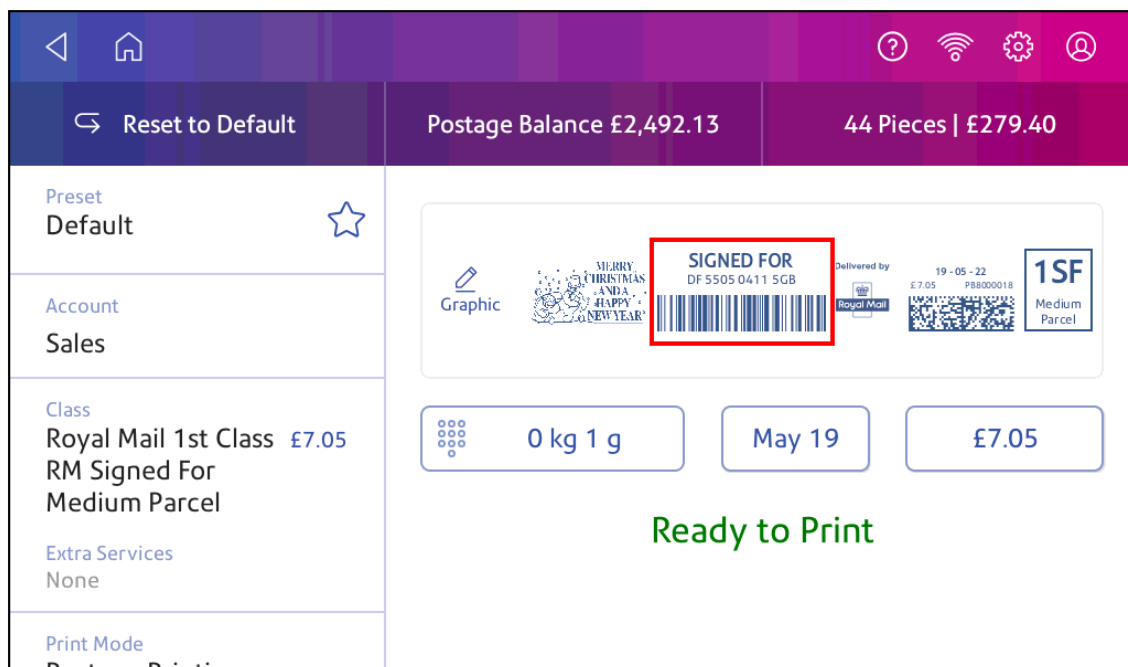 Reset to Default
Postage Balance £2,492.13
44 Pieces | £279.40
Preset
Default
Account
Sales
Class
Royal Mail 1st Class £7.05
RM Signed For
Medium Parcel
Extra Services
None
Print Mode
Graphic
MERRY
CHRISTMAS
AND A
HAPPY
NEW YEAR
SIGNED FOR
DF 5505 0411 5GB
Delivered by
Royal Mail
19 - 05 - 22
£7.05 PB8000018
1SF
Medium
Parcel
0 kg 1 g
May 19
£7.05
Ready to Print